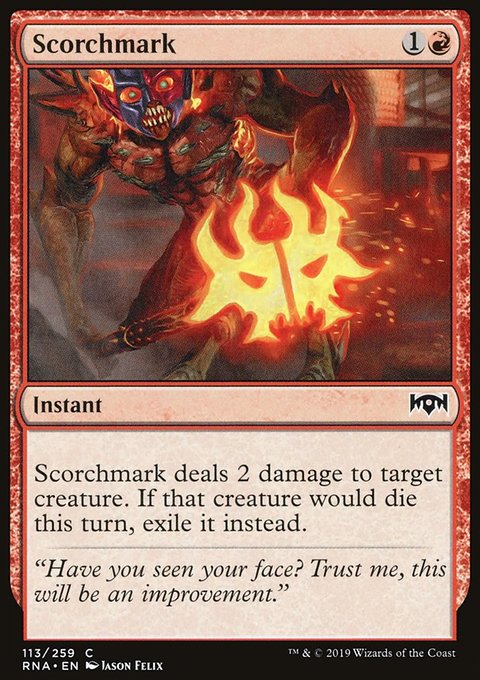 Scorchmark 1
Instant
Scorchmark deals 2 damage to target
creature. If that creature would die
this turn, exile it instead.
“Have you seen your face? Trust me, this
will be an improvement.”
113/259 C
RNA • EN Jason Felix
™ & © 2019 Wizards of the Coast